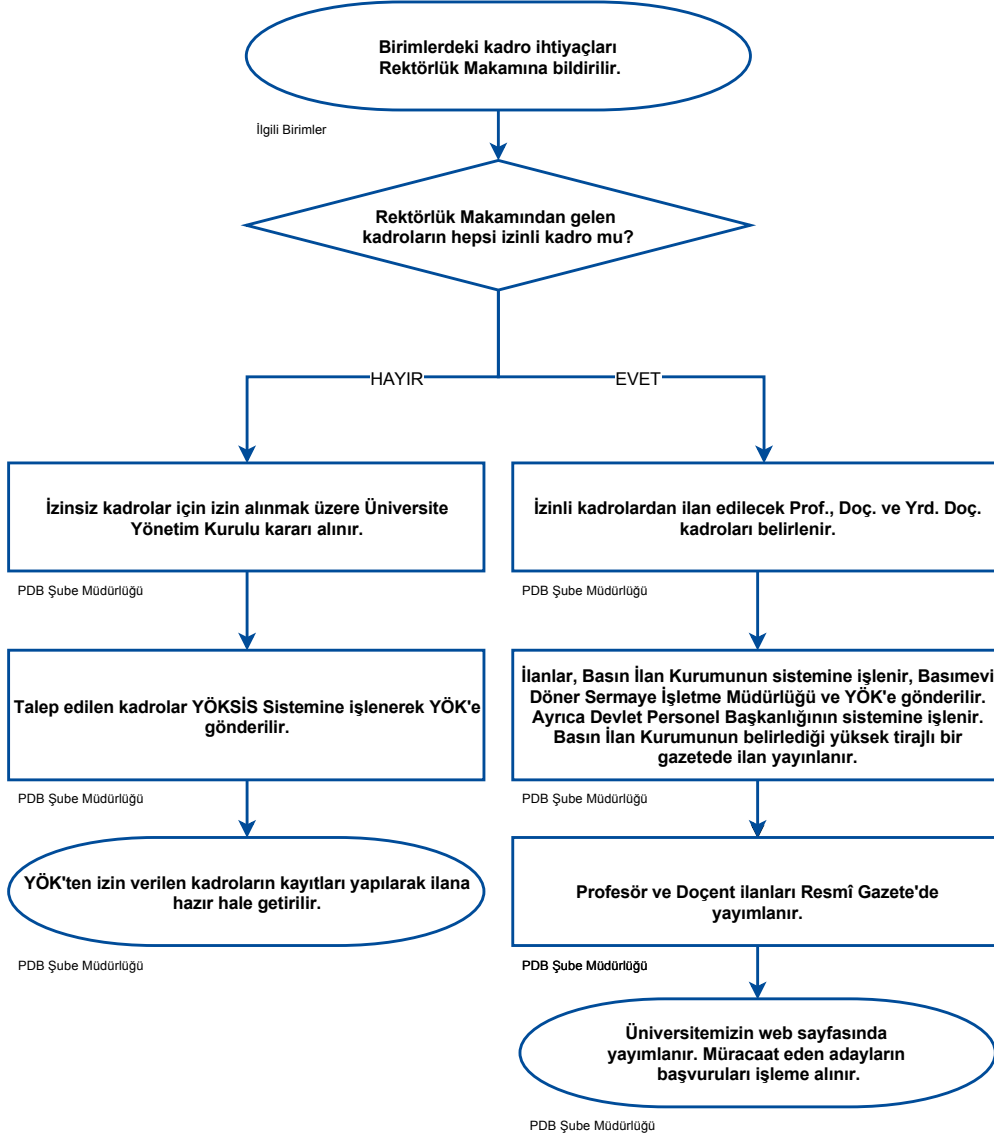 Birimlerdeki kadro ihtiyaçları
Rektörlük Makamına bildirilir.
İlgili Birimler
Rektörlük Makamından gelen
kadroların hepsi izinli kadro mu?
HAYIR
EVET
İzinsiz kadrolar için izin alınmak üzere Üniversite
Yönetim Kurulu kararı alınır.
PDB Şube Müdürlüğü
İzinli kadrolardan ilan edilecek Prof., Doç. ve Yrd. Doç.
kadroları belirlenir.
PDB Şube Müdürlüğü
Talep edilen kadrolar YÖKSİS Sistemine işlenerek YÖK'e
gönderilir.
PDB Şube Müdürlüğü
İlanlar, Basın İlan Kurumunun sistemine işlenir, Basımevi
Döner Sermaye İşletme Müdürlüğü ve YÖK'e gönderilir.
Ayrıca Devlet Personel Başkanlığının sistemine işlenir.
Basın İlan Kurumunun belirlediği yüksek tirajlı bir
gazetede ilan yayınlanır.
PDB Şube Müdürlüğü
YÖK'ten izin verilen kadroların kayıtları yapılarak ilana
hazır hale getirilir.
PDB Şube Müdürlüğü
Profesör ve Doçent ilanları Resmî Gazete'de
yayımlanır.
PDB Şube Müdürlüğü
Üniversitemizin web sayfasında
yayımlanır. Müracaat eden adayların
başvuruları işleme alınır.
PDB Şube Müdürlüğü